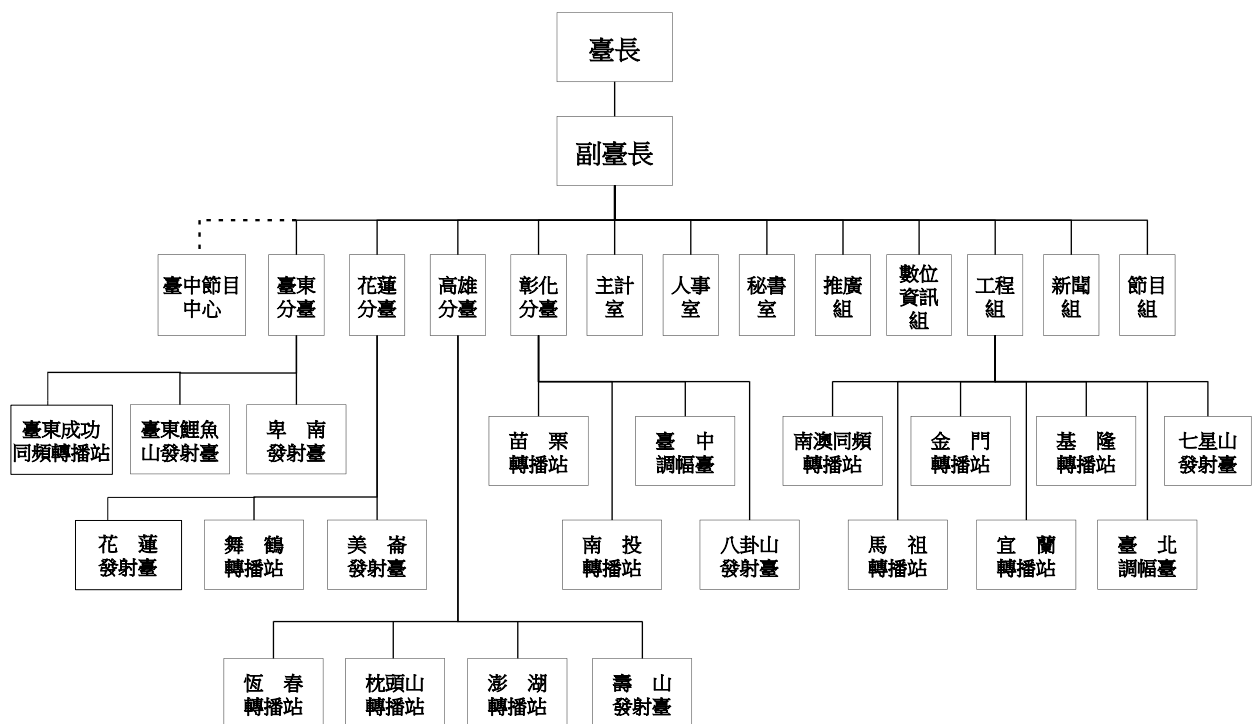 臺長
副臺長
臺中節目
中心
臺東
分臺
花蓮
分臺
高雄
分臺
彰化
分臺
主計
室
人事
室
秘書
室
推廣
組
數位
資訊
組
工程
組
新聞
組
節目
組
臺東成功
同頻轉播站
臺東鯉魚
山發射臺
卑南
發射臺
苗栗
轉播站
臺中
調幅臺
南澳同頻
轉播站
金門
轉播站
基隆
轉播站
七星山
發射臺
花蓮
發射臺
舞鶴
轉播站
美崙
發射臺
南投
轉播站
八卦山
發射臺
馬祖
轉播站
宜蘭
轉播站
臺北
調幅臺
恆春
轉播站
枕頭山
轉播站
澎湖
轉播站
壽山
發射臺